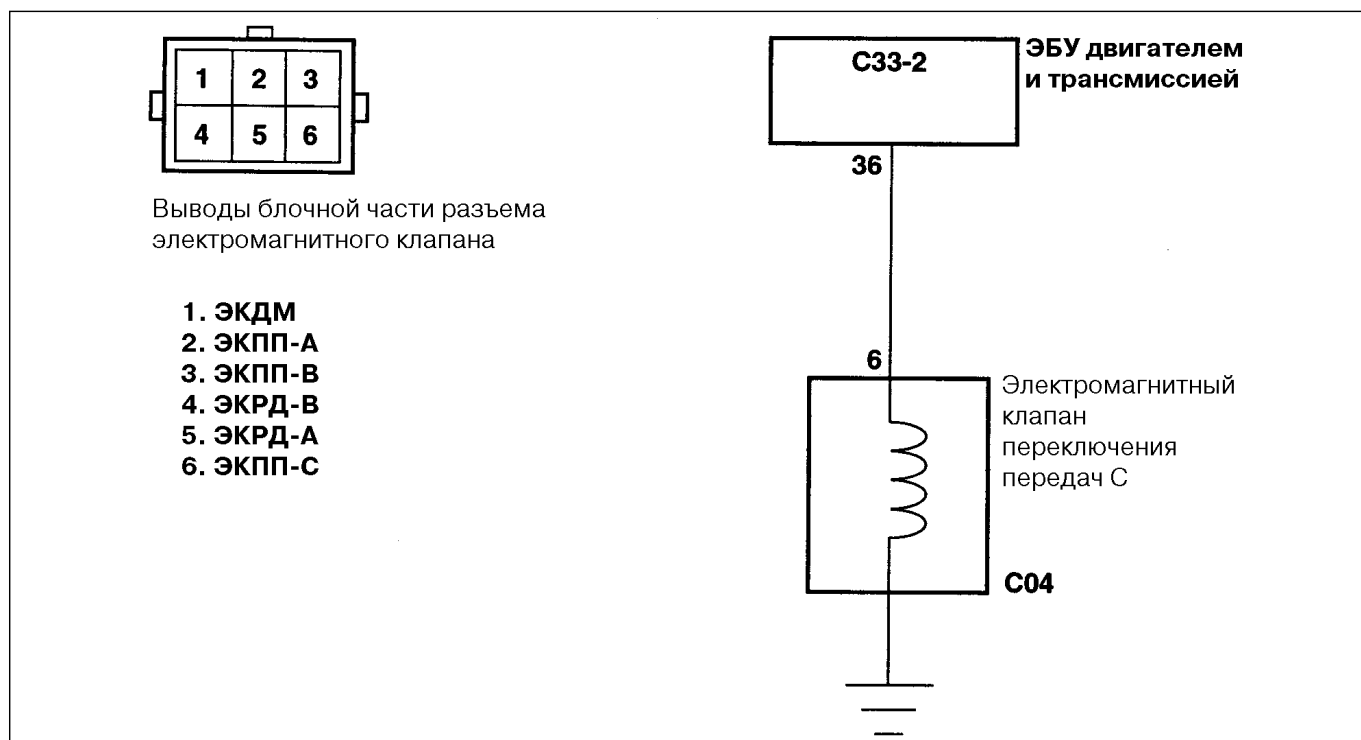 1 2 3
4 5 6
Выводы блочной части разъема
электромагнитного клапана
1. ЭКДМ
2. ЭКПП-А
3. ЭКПП-В
4. ЭКРД-В
5. ЭКРД-А
6. ЭКПП-С
С33-2
ЭБУ двигателем
и трансмиссией
36
6
Электромагнитный
клапан
переключения
передач С
С04